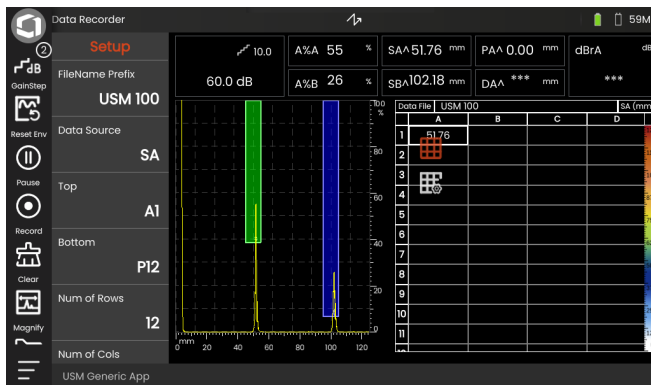 Data Recorder
59M
2
dB
GainStep
Reset Env
Pause
Record
Clear
Magnify
Setup
FileName Prefix
USM 100
Data Source
SA
Top
A1
Bottom
P12
Num of Rows
12
Num of Cols
10.0
60.0 dB
A%A 55 %
A%B 26 %
SA^51.76 mm
SB^102.18 mm
PA^ 0.00 mm
DA^ *** mm
dBrA dB
***
100
%
80
60
40
20
0
mm
0 20 40 60 80 100 120
Data File USM 100 SA (mm
A B C D
1 51.76
2
3
4
5
6
7
8
9
10
11
USM Generic App